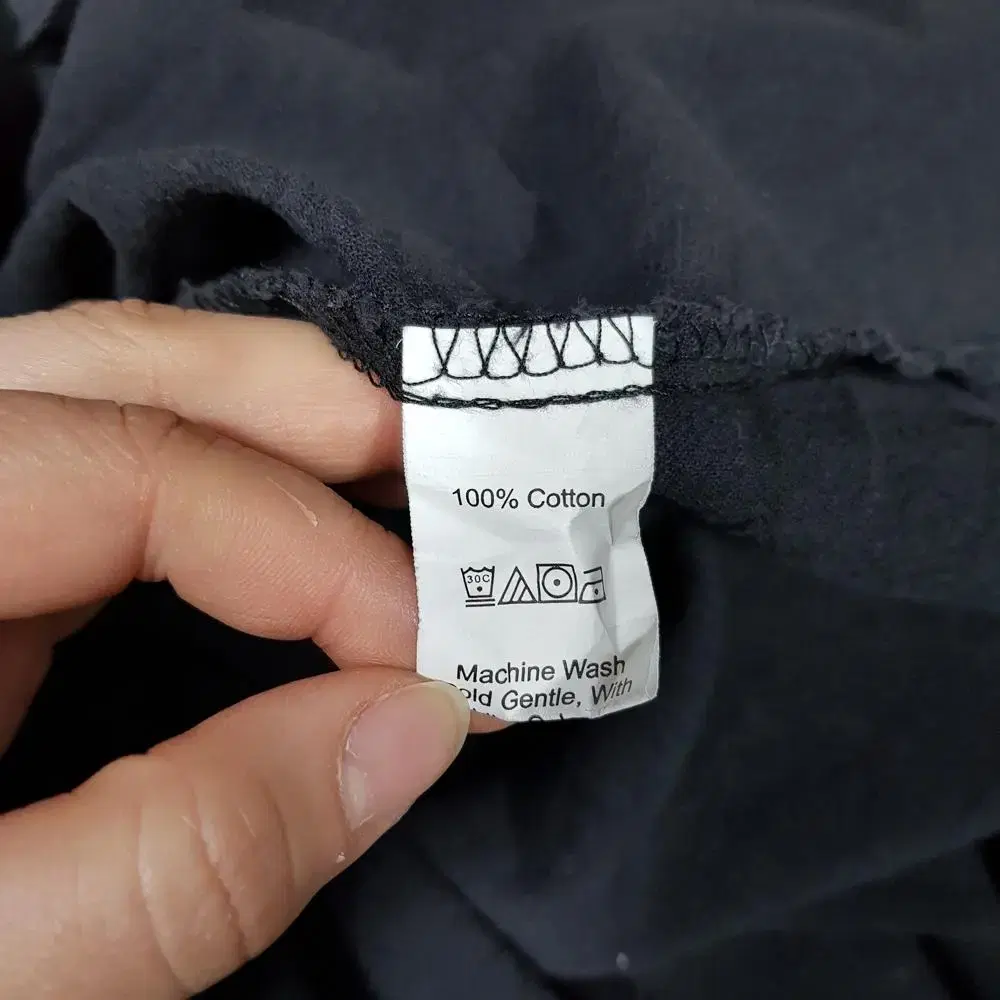 100% Cotton
30C
Machine Wash
Gentle, With